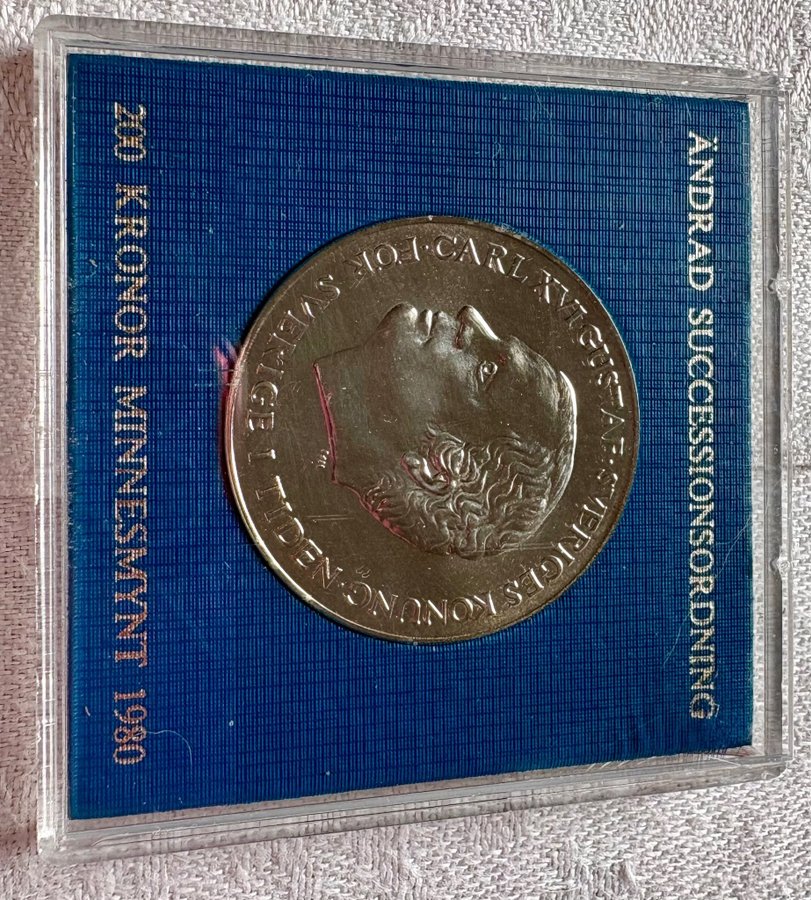 ÄNDRAD SUCCESSIONSORDNING
CARL XVI·GUSTAF·SVERIGES KONUNG·
FÖR SVERIGE I TIDEN
200 KRONOR MINNESMYNT 1980